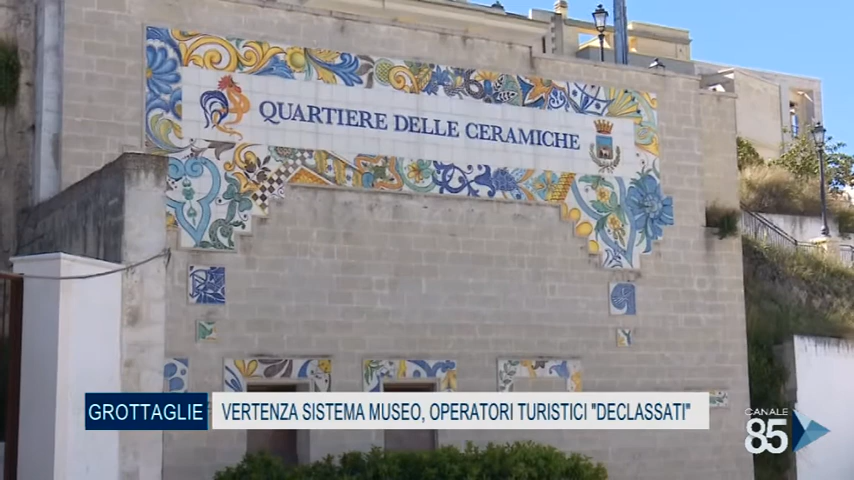 QUARTIERE DELLE CERAMICHE
GROTTAGLIE VERTENZA SISTEMA MUSEO, OPERATORI TURISTICI "DECLASSATI"
CANALE
85